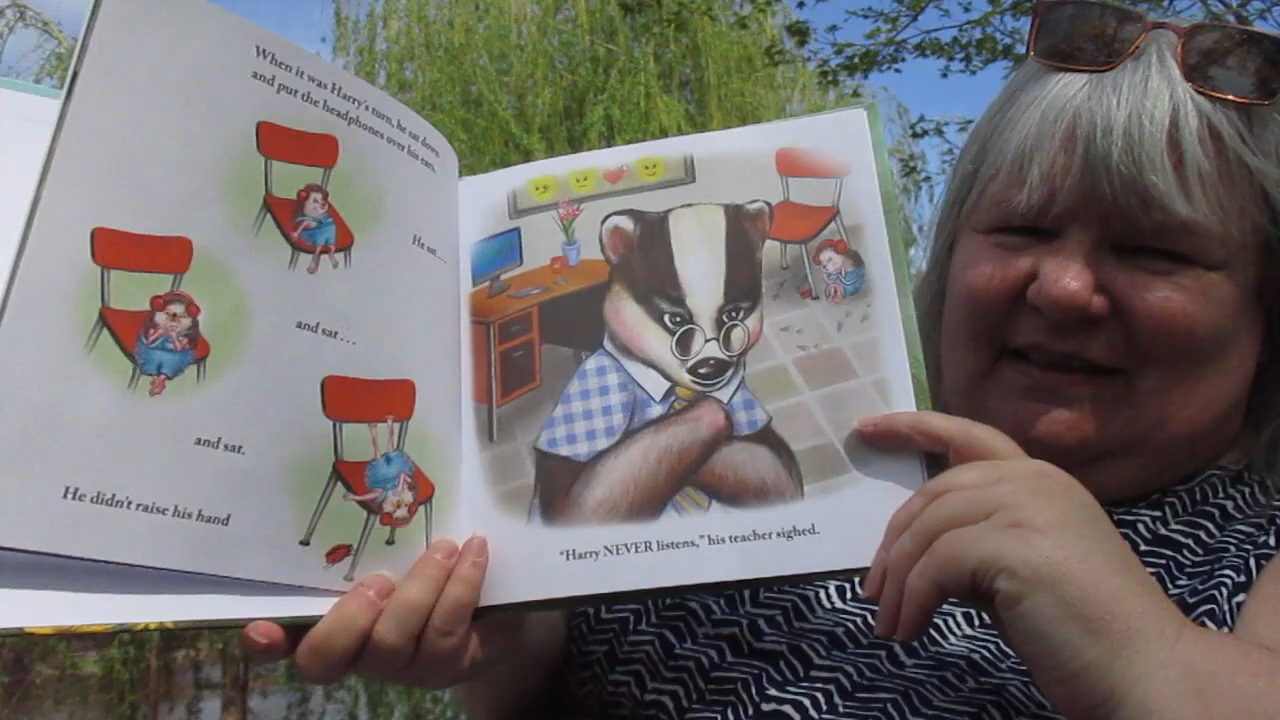 When it was Harry's turn, he sat down
and put the headphones over his ears.
He sat...
and sat...
and sat.
He didn't raise his hand
"Harry NEVER listens," his teacher sighed.